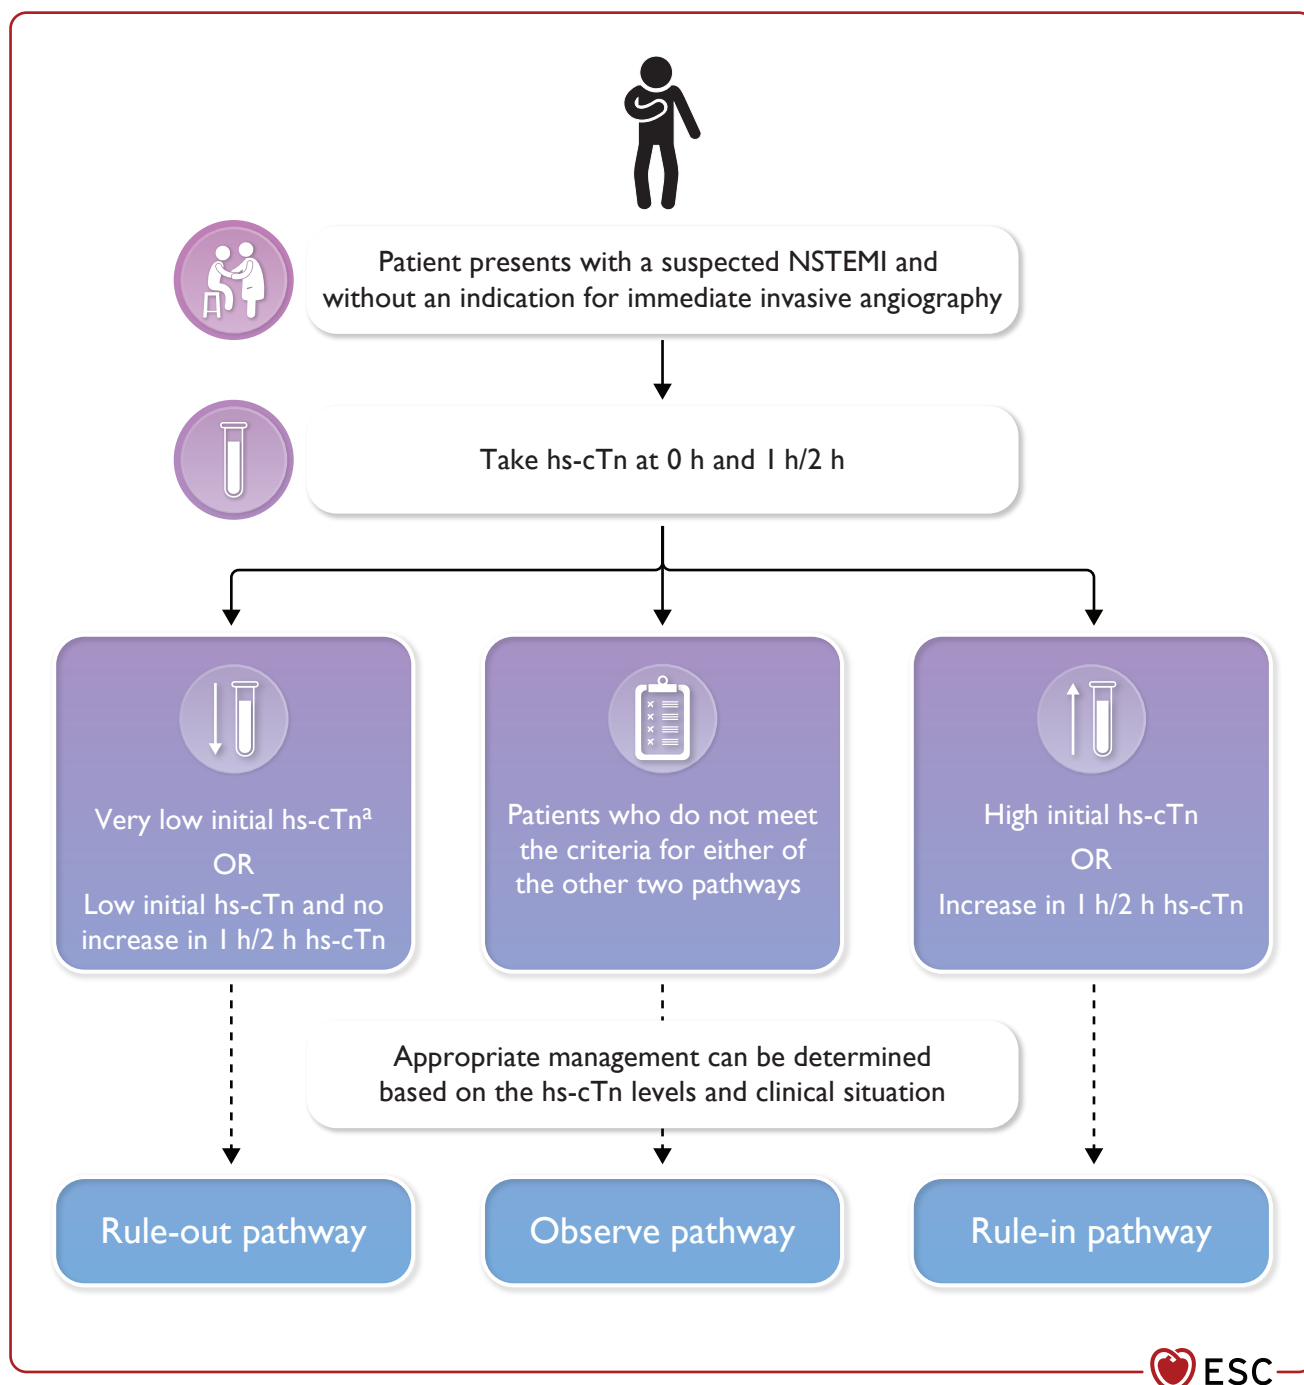 Patient presents with a suspected NSTEMI and
without an indication for immediate invasive angiography
Take hs-cTn at 0 h and 1 h/2 h
Very low initial hs-cTnᵃ
OR
Low initial hs-cTn and no
increase in 1 h/2 h hs-cTn
Patients who do not meet
the criteria for either of
the other two pathways
High initial hs-cTn
OR
Increase in 1 h/2 h hs-cTn
Appropriate management can be determined
based on the hs-cTn levels and clinical situation
Rule-out pathway
Observe pathway
Rule-in pathway
ESC